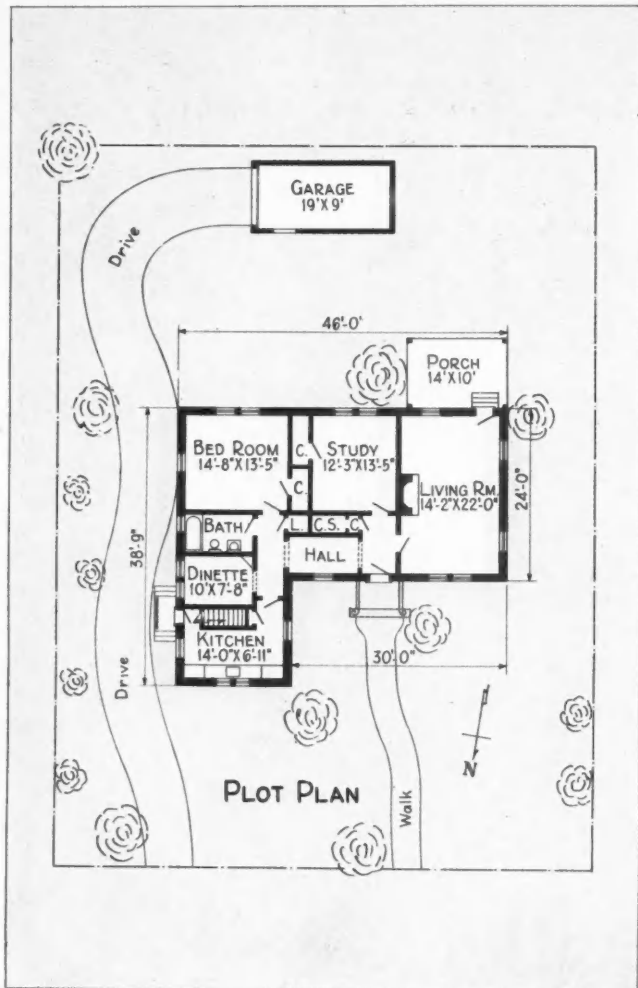 GARAGE
19'X 9'
Drive
46'-0"
PORCH
14'X10'
BED ROOM
14'-8"X13'-5"
C.
STUDY
12'-3"X13'-5"
C.
LIVING RM.
14'-2"X22'-0"
24'-0"
38'-9"
BATH
L.
C.S.
C.
HALL
DINETTE
10'X7'-8"
KITCHEN
14'-0"X6'-11"
30'-0"
Drive
N
PLOT PLAN
Walk